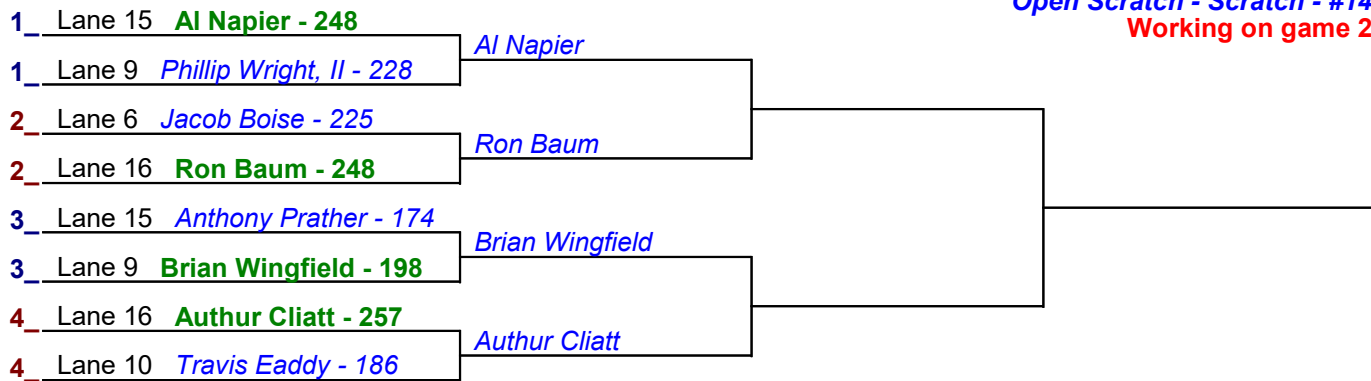 Open Scratch - Scratch - #14
Working on game 2
1_ Lane 15 Al Napier - 248
Al Napier
1_ Lane 9 Phillip Wright, II - 228
2_ Lane 6 Jacob Boise - 225
Ron Baum
2_ Lane 16 Ron Baum - 248
3_ Lane 15 Anthony Prather - 174
Brian Wingfield
3_ Lane 9 Brian Wingfield - 198
4_ Lane 16 Authur Cliatt - 257
Authur Cliatt
4_ Lane 10 Travis Eaddy - 186